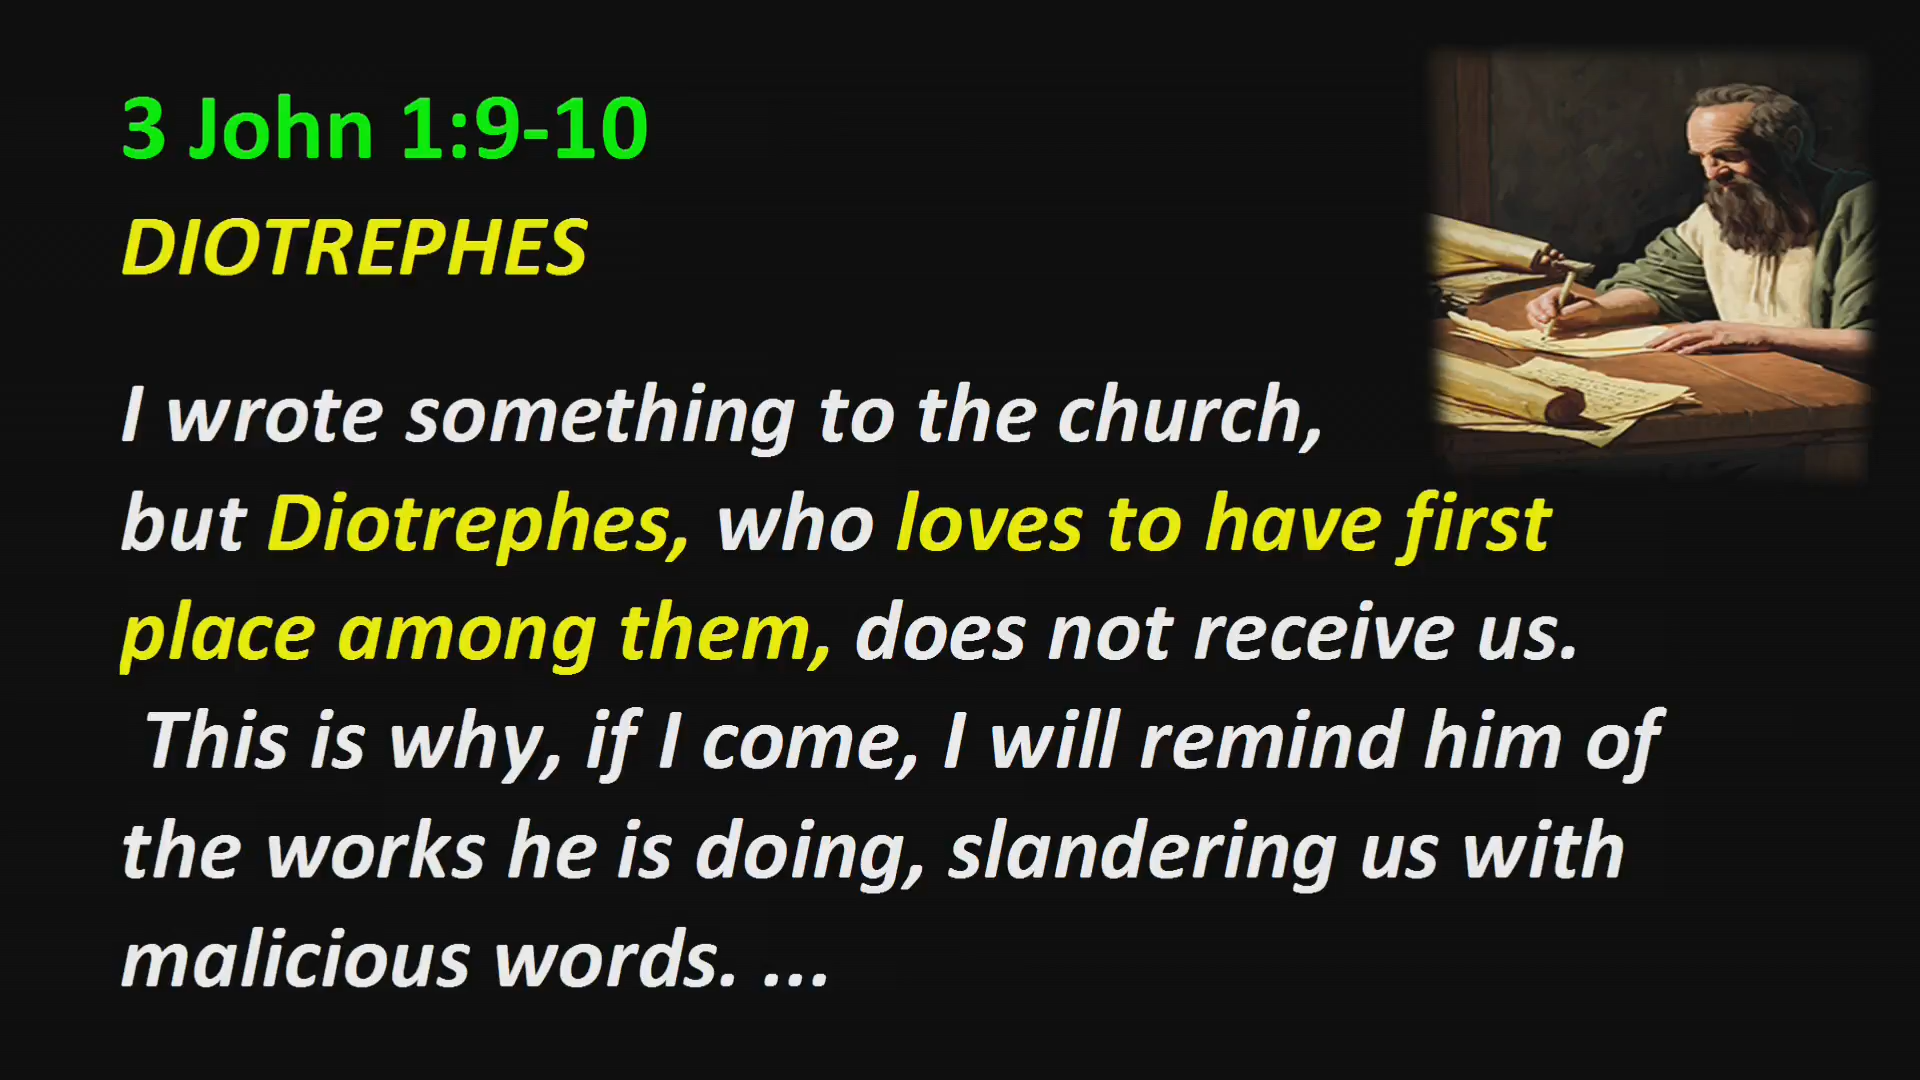 3 John 1:9-10
DIOTREPHES
I wrote something to the church,
but Diotrephes, who loves to have first
place among them, does not receive us.
This is why, if I come, I will remind him of
the works he is doing, slandering us with
malicious words. ...